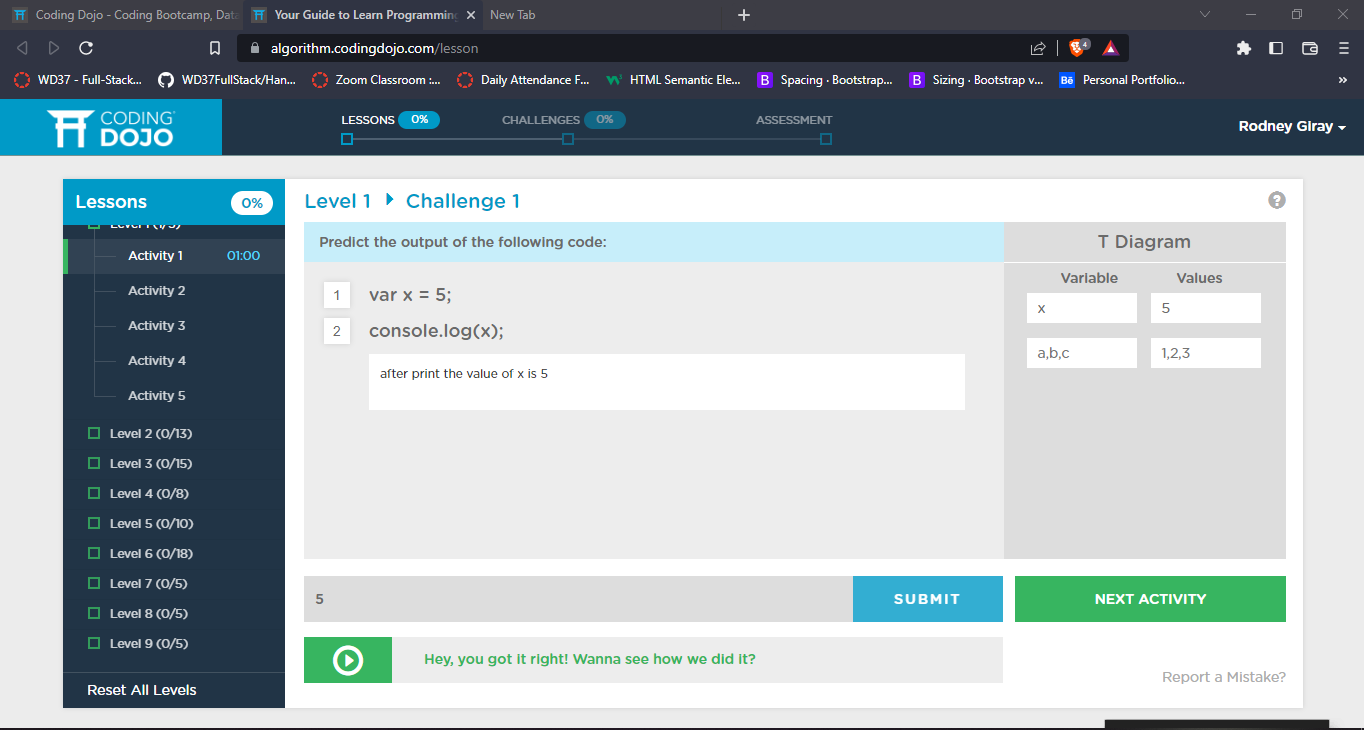 Coding Dojo - Coding Bootcamp, Data
Your Guide to Learn Programming
New Tab
algorithm.codingdojo.com/lesson
4
WD37 - Full-Stack...
WD37FullStack/Han...
Zoom Classroom :...
Daily Attendance F...
HTML Semantic Ele...
B Spacing · Bootstrap...
B Sizing · Bootstrap v...
Bē Personal Portfolio...
»
CODING DOJO
LESSONS 0%
CHALLENGES 0%
ASSESSMENT
Rodney Giray
Lessons 0%
Level 1 (1/5)
Activity 1 01:00
Activity 2
Activity 3
Activity 4
Activity 5
Level 2 (0/13)
Level 3 (0/15)
Level 4 (0/8)
Level 5 (0/10)
Level 6 (0/18)
Level 7 (0/5)
Level 8 (0/5)
Level 9 (0/5)
Reset All Levels
Level 1 Challenge 1
?
Predict the output of the following code:
1 var x = 5;
2 console.log(x);
after print the value of x is 5
T Diagram
Variable Values
x 5
a,b,c 1,2,3
5
SUBMIT
NEXT ACTIVITY
Hey, you got it right! Wanna see how we did it?
Report a Mistake?